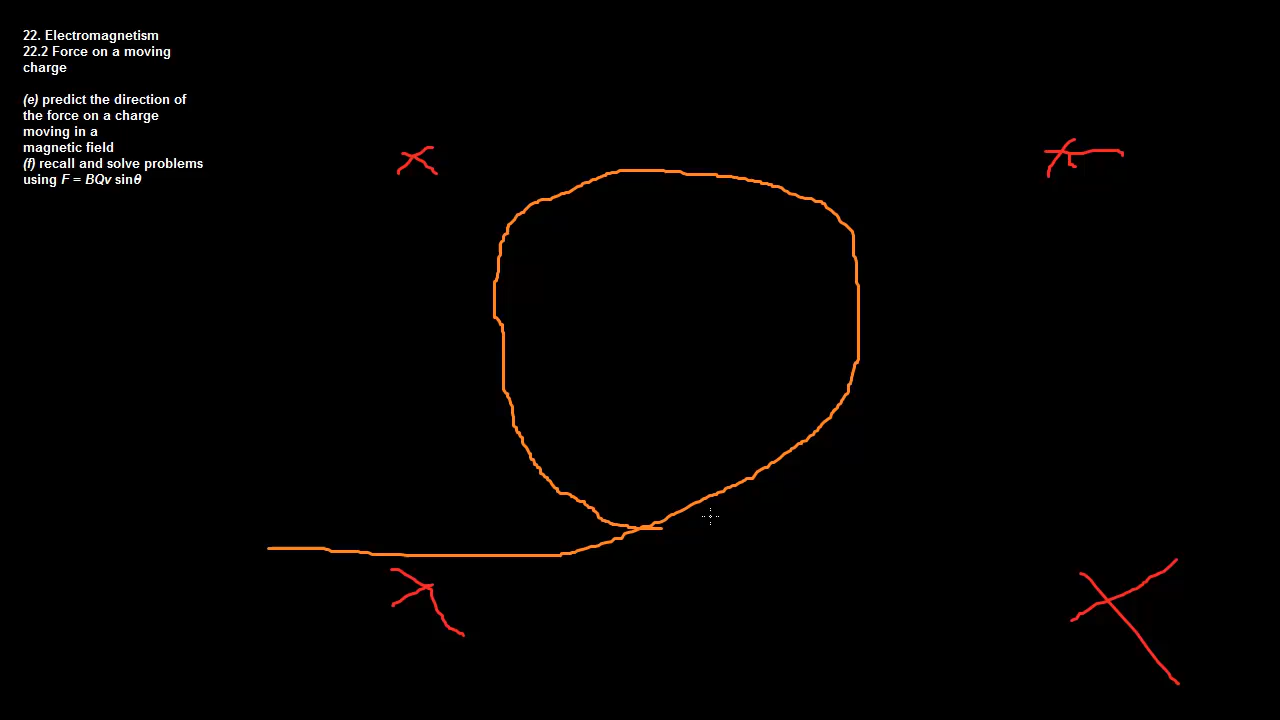 22. Electromagnetism
22.2 Force on a moving
charge
(e) predict the direction of
the force on a charge
moving in a
magnetic field
(f) recall and solve problems
using F = BQv sinθ